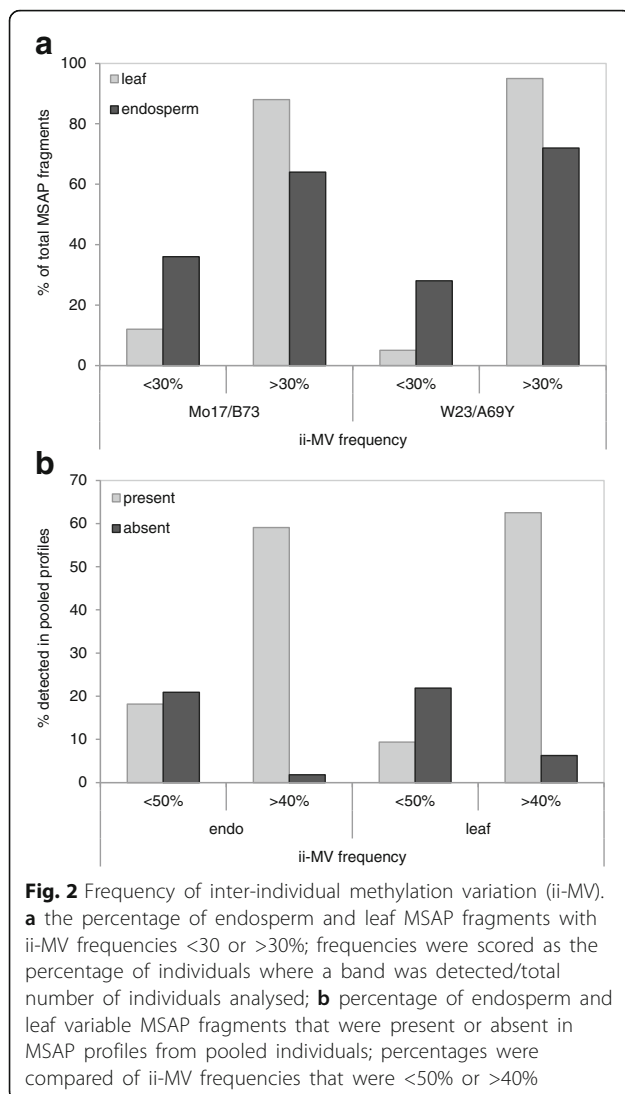 a
100
80
60
40
20
0
% of total MSAP fragments
leaf
endosperm
<30% >30% <30% >30%
Mo17/B73 W23/A69Y
ii-MV frequency
b
70
60
50
40
30
20
10
0
% detected in pooled profiles
present
absent
<50% >40% <50% >40%
endo leaf
ii-MV frequency
Fig. 2 Frequency of inter-individual methylation variation (ii-MV).
a the percentage of endosperm and leaf MSAP fragments with
ii-MV frequencies <30 or >30%; frequencies were scored as the
percentage of individuals where a band was detected/total
number of individuals analysed; b percentage of endosperm and
leaf variable MSAP fragments that were present or absent in
MSAP profiles from pooled individuals; percentages were
compared of ii-MV frequencies that were <50% or >40%